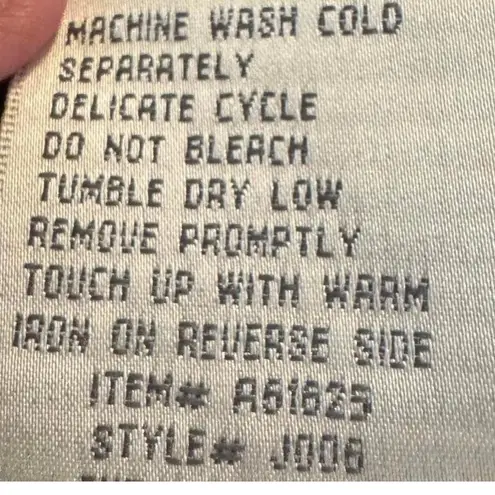 MACHINE WASH COLD
SEPARATELY
DELICATE CYCLE
DO NOT BLEACH
TUMBLE DRY LOW
REMOVE PROMPTLY
TOUCH UP WITH WARM
IRON ON REVERSE SIDE
ITEM#
STYLE# J006